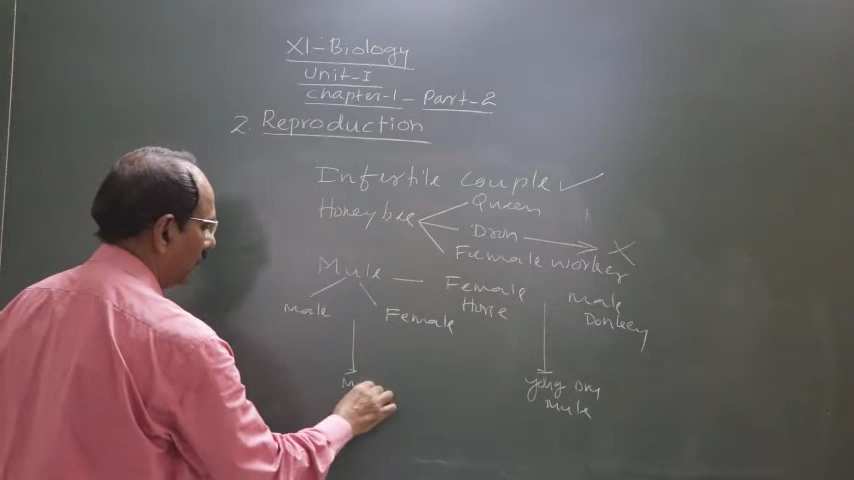 XI-Biology
Unit-I
Chapter-1 - Part-2
2. Reproduction
Infertile couple ✓
Queen
Honeybee
Dron X
Female worker
Mule — Female Horse
male Donkey
male
Female
yong one
mule
M